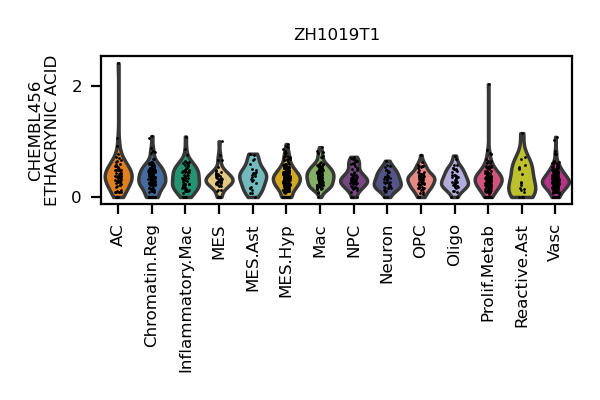 ZH1019T1
CHEMBL456
ETHACRYNIC ACID
2
0
AC
Chromatin.Reg
Inflammatory.Mac
MES
MES.Ast
MES.Hyp
Mac
NPC
Neuron
OPC
Oligo
Prolif.Metab
Reactive.Ast
Vasc